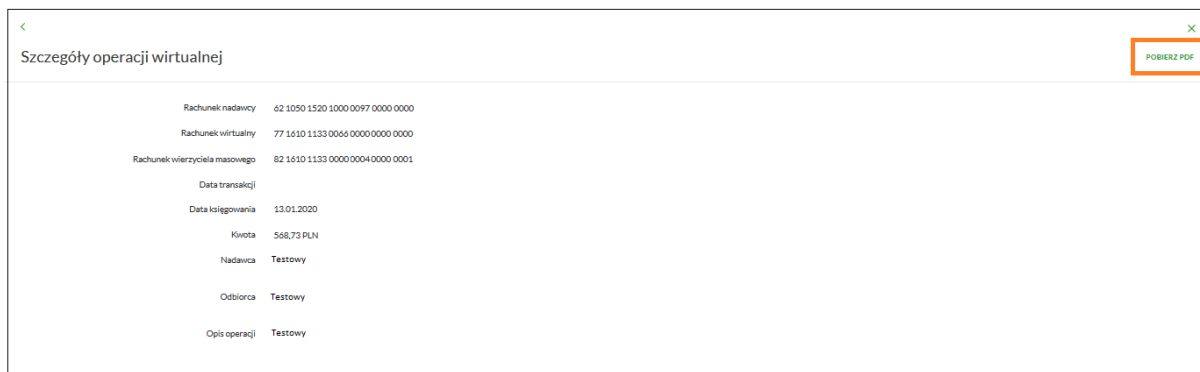 Szczegóły operacji wirtualnej
POBIERZ PDF
Rachunek nadawcy 62 1050 1520 1000 0097 0000 0000
Rachunek wirtualny 77 1610 1133 0066 0000 0000 0000
Rachunek wierzyciela masowego 82 1610 1133 0000 0004 0000 0001
Data transakcji
Data księgowania 13.01.2020
Kwota 568,73 PLN
Nadawca Testowy
Odbiorca Testowy
Opis operacji Testowy